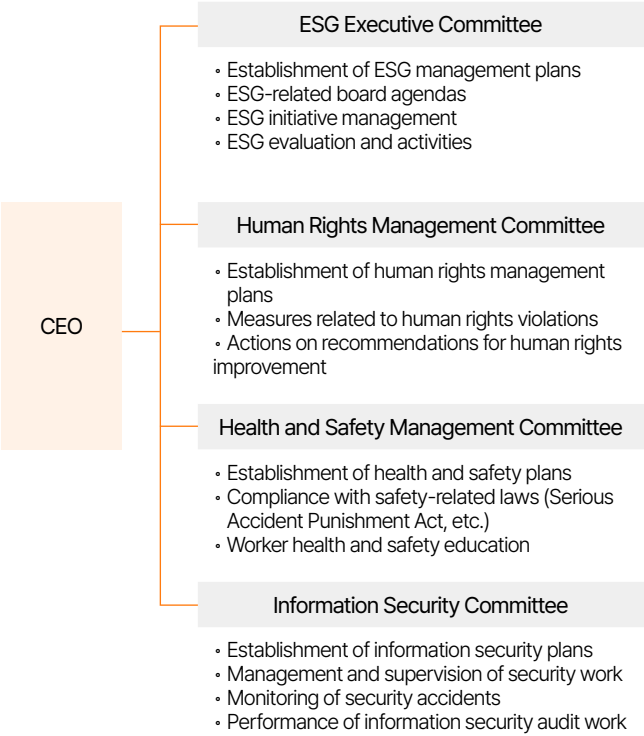 ESG Executive Committee
◦ Establishment of ESG management plans
◦ ESG-related board agendas
◦ ESG initiative management
◦ ESG evaluation and activities
CEO
Human Rights Management Committee
◦ Establishment of human rights management
plans
◦ Measures related to human rights violations
◦ Actions on recommendations for human rights
improvement
Health and Safety Management Committee
◦ Establishment of health and safety plans
◦ Compliance with safety-related laws (Serious
Accident Punishment Act, etc.)
◦ Worker health and safety education
Information Security Committee
◦ Establishment of information security plans
◦ Management and supervision of security work
◦ Monitoring of security accidents
◦ Performance of information security audit work